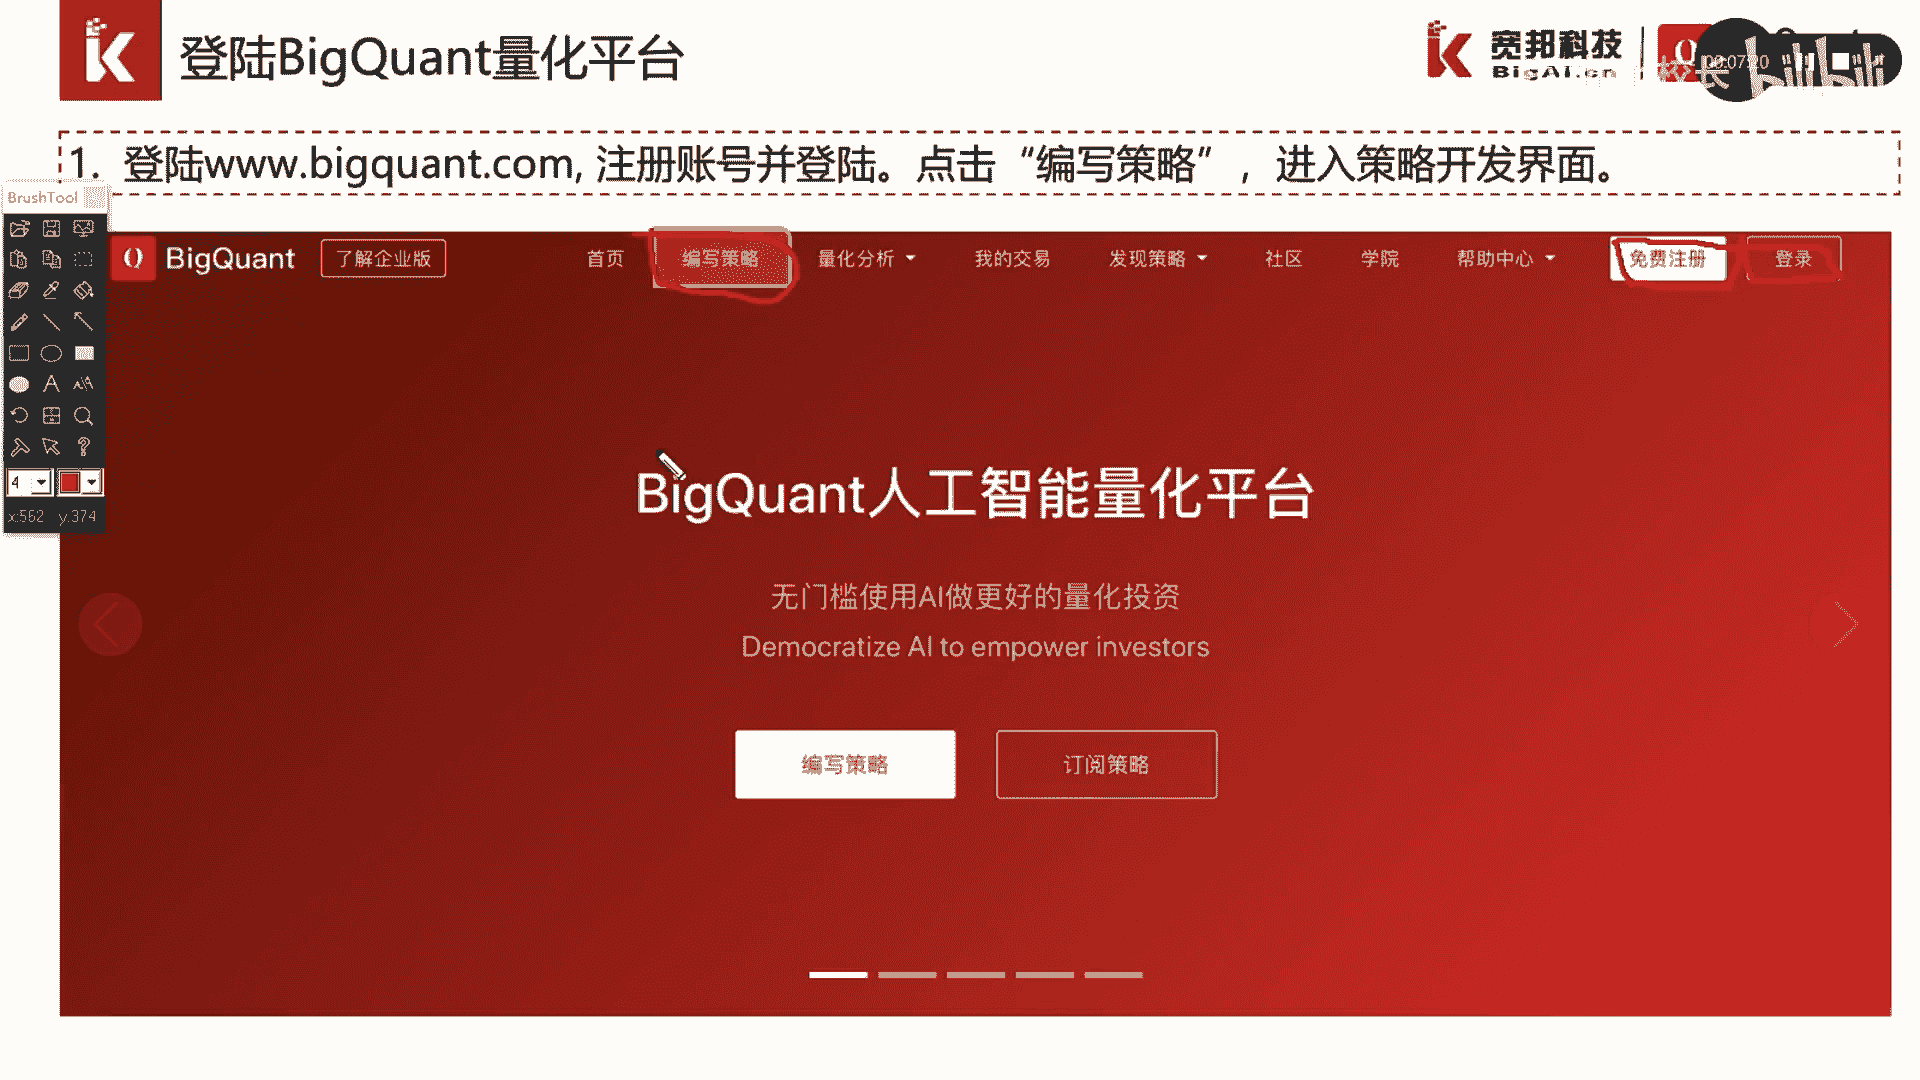 登陆BigQuant量化平台
宽邦科技
BigAI.cn
校长
00:07:20
bilibili
1. 登陆www.bigquant.com, 注册账号并登陆。点击“编写策略”，进入策略开发界面。
BrushTool
BigQuant 了解企业版 首页 编写策略 量化分析 我的交易 发现策略 社区 学院 帮助中心 免费注册 登录
4
x:552 y:374
BigQuant人工智能量化平台
无门槛使用AI做更好的量化投资
Democratize AI to empower investors
编写策略 订阅策略